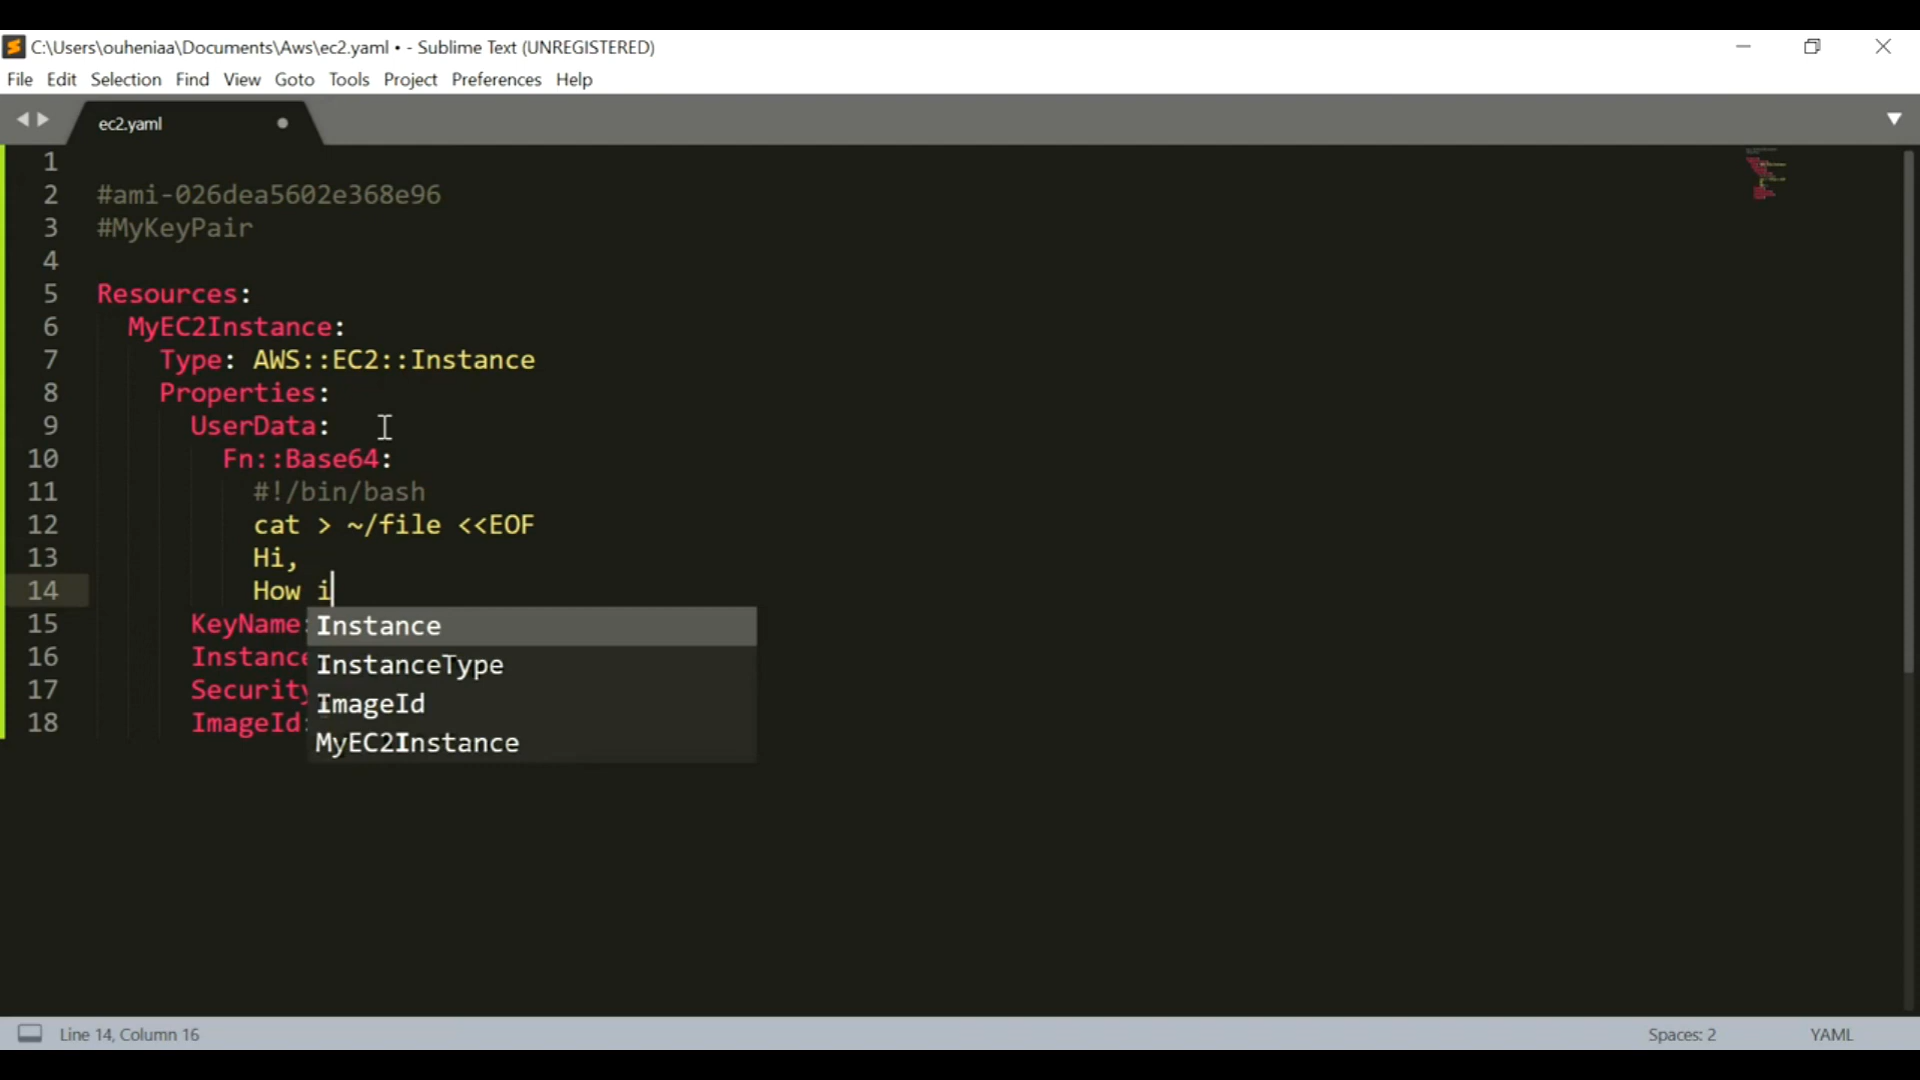 C:\Users\ouheniaa\Documents\Aws\ec2.yaml • - Sublime Text (UNREGISTERED)
File Edit Selection Find View Goto Tools Project Preferences Help
ec2.yaml
1
2 #ami-026dea5602e368e96
3 #MyKeyPair
4
5 Resources:
6 MyEC2Instance:
7 Type: AWS::EC2::Instance
8 Properties:
9 UserData:
10 Fn::Base64:
11 #!/bin/bash
12 cat > ~/file <<EOF
13 Hi,
14 How i
15 KeyName: Instance
16 Instance InstanceType
17 Security ImageId
18 ImageId: MyEC2Instance
Line 14, Column 16 Spaces: 2 YAML